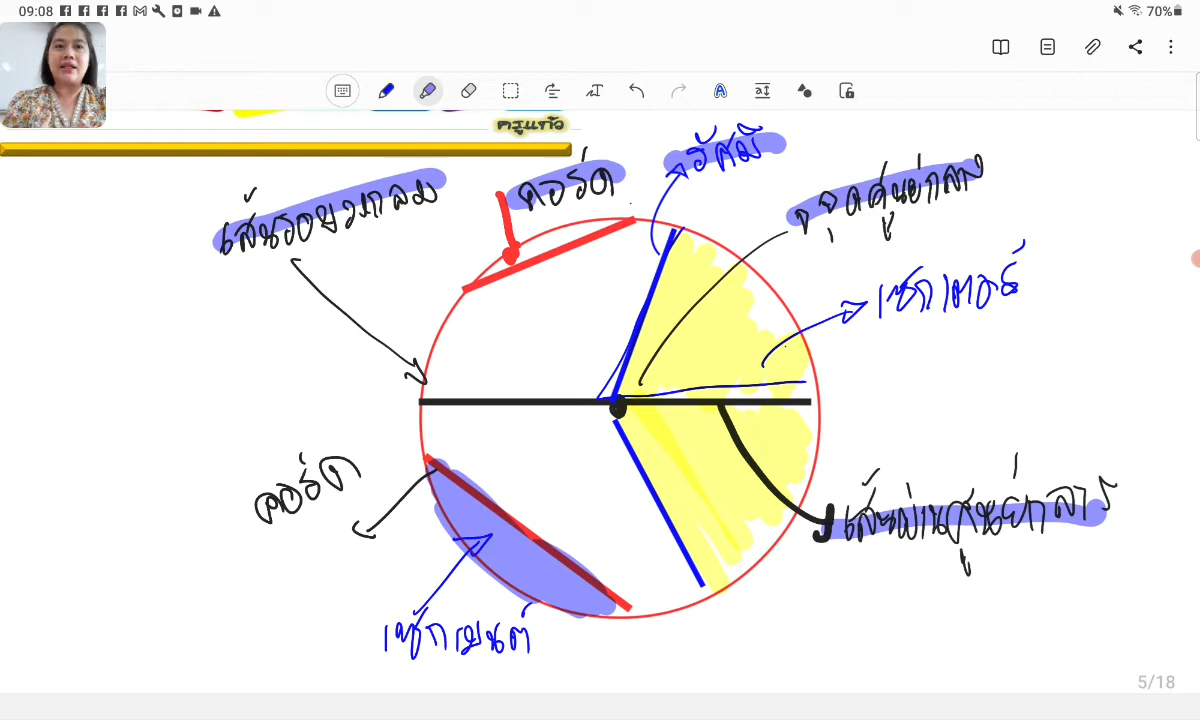 09:08
70%
ครูแก้ว
รัศมี
คอร์ด
เส้นรอบวงกลม
จุดศูนย์กลาง
เซกเตอร์
คอร์ด
เส้นผ่านศูนย์กลาง
เซกเมนต์
5/18